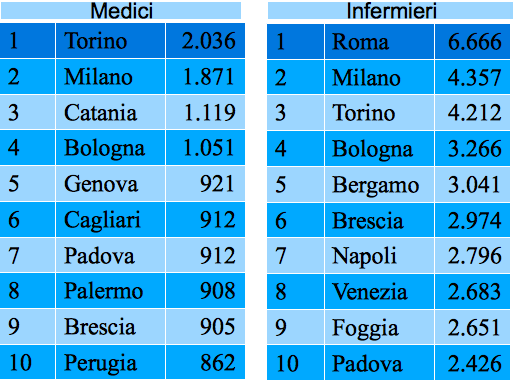 Medici
1 Torino 2.036
2 Milano 1.871
3 Catania 1.119
4 Bologna 1.051
5 Genova 921
6 Cagliari 912
7 Padova 912
8 Palermo 908
9 Brescia 905
10 Perugia 862
Infermieri
1 Roma 6.666
2 Milano 4.357
3 Torino 4.212
4 Bologna 3.266
5 Bergamo 3.041
6 Brescia 2.974
7 Napoli 2.796
8 Venezia 2.683
9 Foggia 2.651
10 Padova 2.426